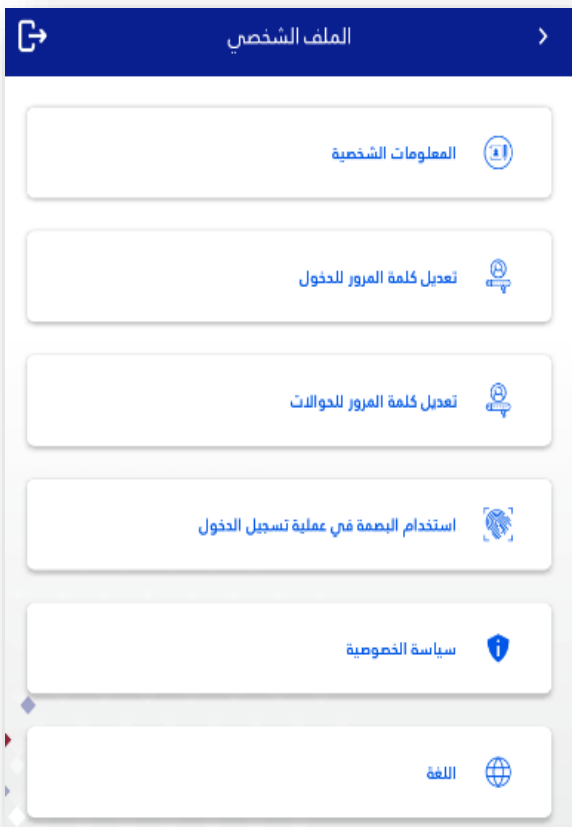 الملف الشخصي
المعلومات الشخصية
تعديل كلمة المرور للدخول
تعديل كلمة المرور للحوالات
استخدام البصمة في عملية تسجيل الدخول
سياسة الخصوصية
اللغة